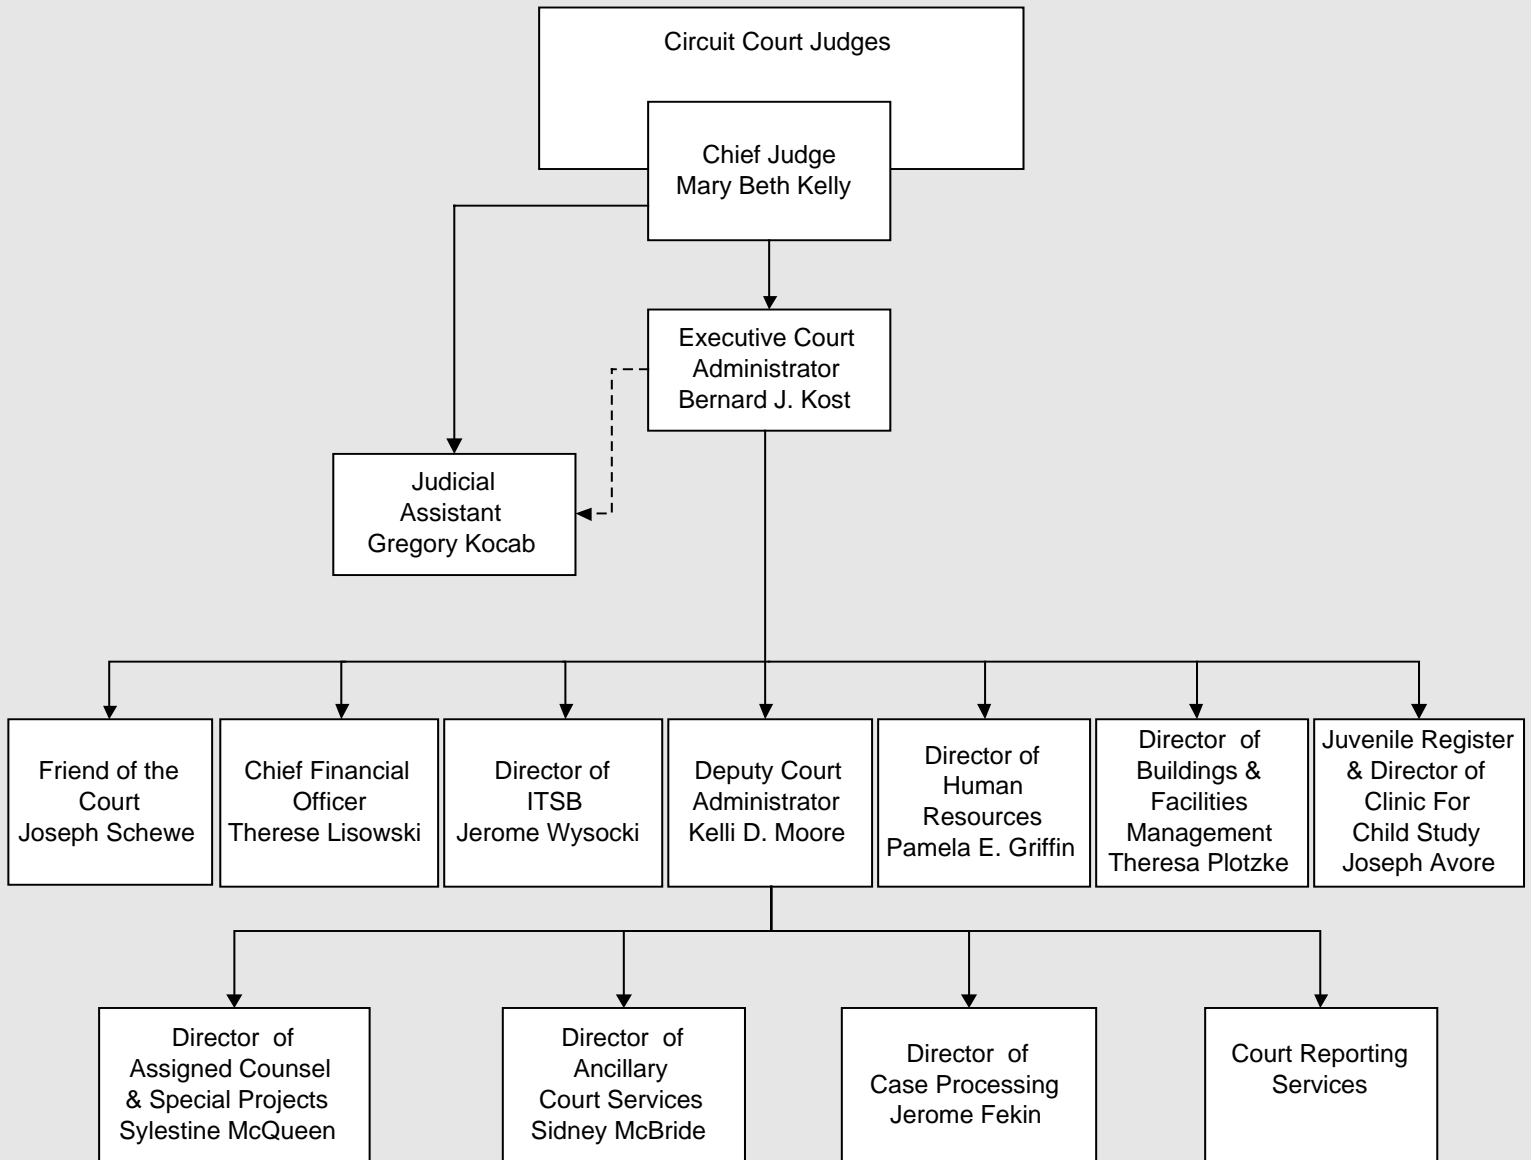 Circuit Court Judges
Chief Judge
Mary Beth Kelly
Executive Court
Administrator
Bernard J. Kost
Judicial
Assistant
Gregory Kocab
Friend of the
Court
Joseph Schewe
Chief Financial
Officer
Therese Lisowski
Director of
ITSB
Jerome Wysocki
Deputy Court
Administrator
Kelli D. Moore
Director of
Human
Resources
Pamela E. Griffin
Director of
Buildings &
Facilities
Management
Theresa Plotzke
Juvenile Register
& Director of
Clinic For
Child Study
Joseph Avore
Director of
Assigned Counsel
& Special Projects
Sylestine McQueen
Director of
Ancillary
Court Services
Sidney McBride
Director of
Case Processing
Jerome Fekin
Court Reporting
Services